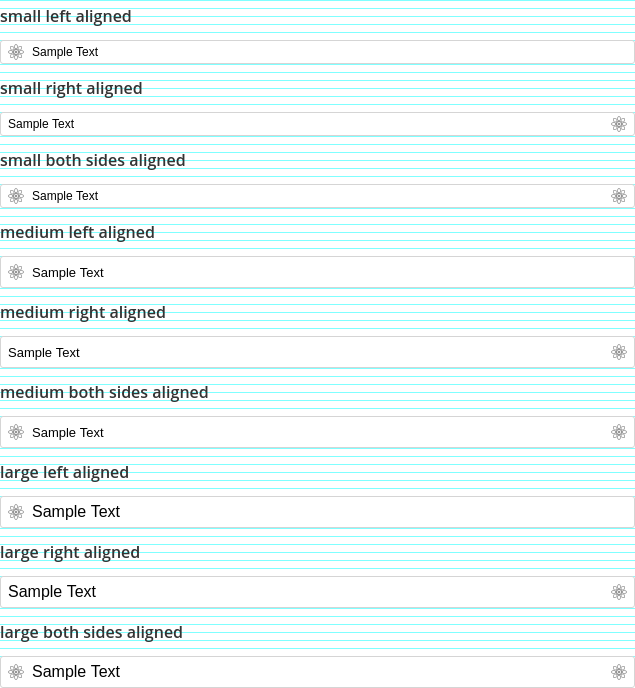 small left aligned
Sample Text
small right aligned
Sample Text
small both sides aligned
Sample Text
medium left aligned
Sample Text
medium right aligned
Sample Text
medium both sides aligned
Sample Text
large left aligned
Sample Text
large right aligned
Sample Text
large both sides aligned
Sample Text